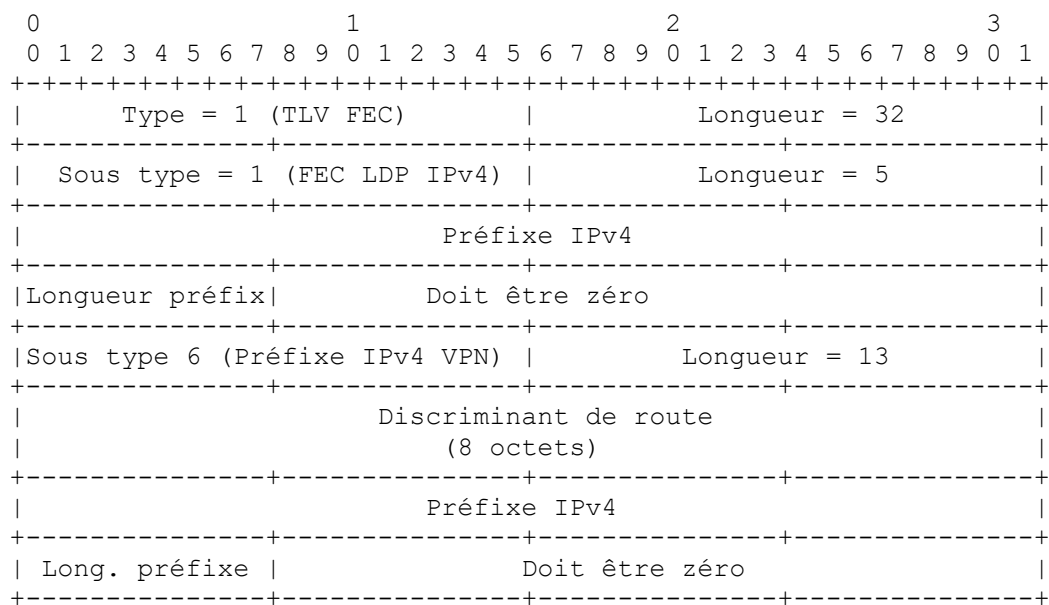 0 1 2 3
0 1 2 3 4 5 6 7 8 9 0 1 2 3 4 5 6 7 8 9 0 1 2 3 4 5 6 7 8 9 0 1
+-+-+-+-+-+-+-+-+-+-+-+-+-+-+-+-+-+-+-+-+-+-+-+-+-+-+-+-+-+-+-+-+
| Type = 1 (TLV FEC) | Longueur = 32 |
+---------------+---------------+---------------+---------------+
| Sous type = 1 (FEC LDP IPv4) | Longueur = 5 |
+---------------+---------------+---------------+---------------+
| Préfixe IPv4 |
+---------------+---------------+---------------+---------------+
|Longueur préfix| Doit être zéro |
+---------------+---------------+---------------+---------------+
|Sous type 6 (Préfixe IPv4 VPN) | Longueur = 13 |
+---------------+---------------+---------------+---------------+
| Discriminant de route |
| (8 octets) |
+---------------+---------------+---------------+---------------+
| Préfixe IPv4 |
+---------------+---------------+---------------+---------------+
| Long. préfixe | Doit être zéro |
+---------------+---------------+---------------+---------------+